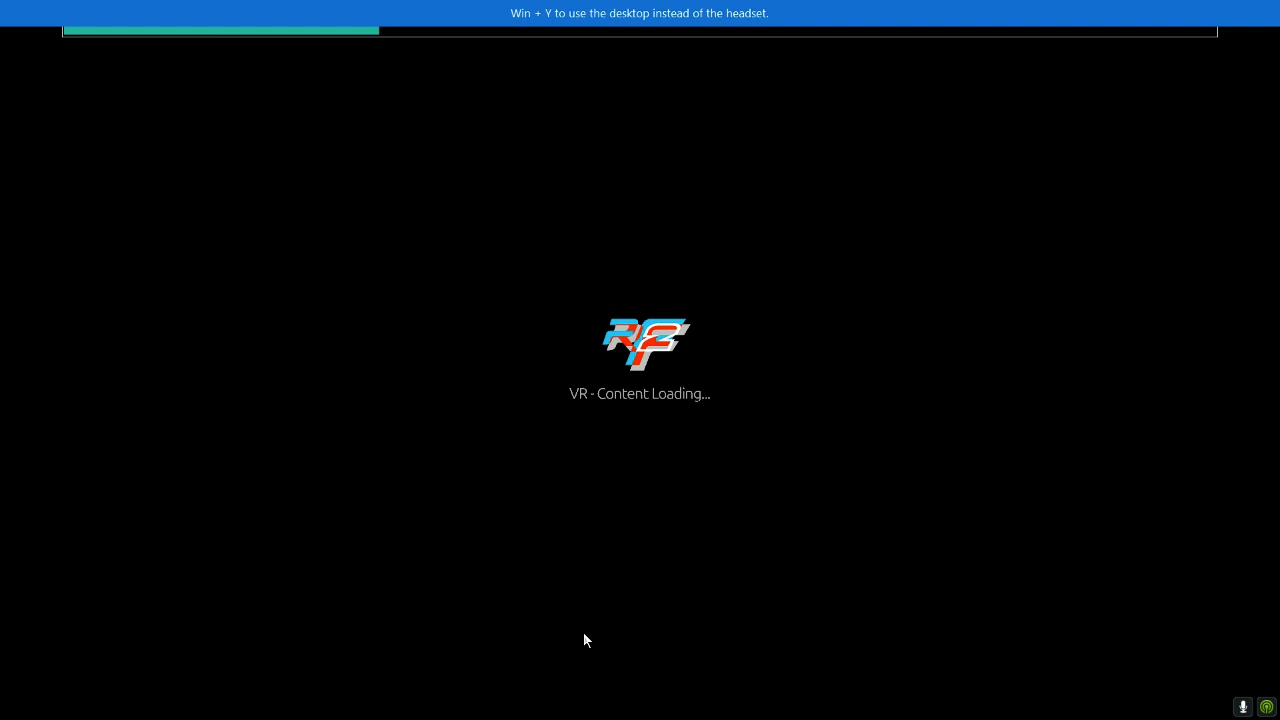 Win + Y to use the desktop instead of the headset.
rF2
VR - Content Loading...